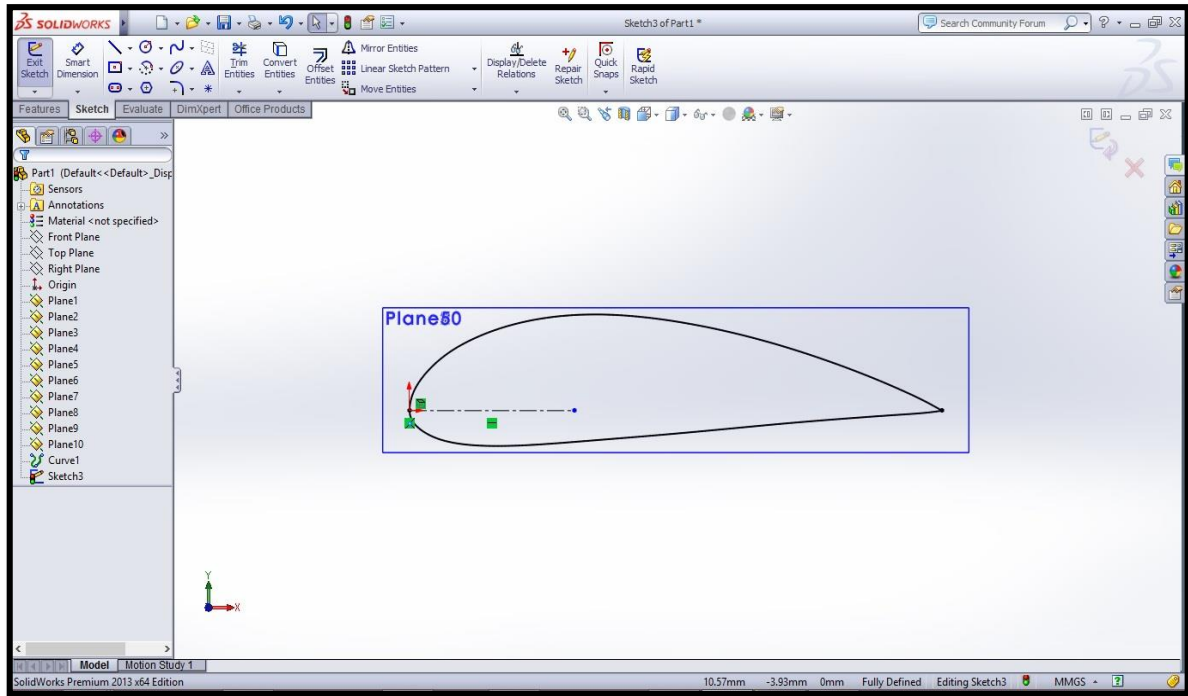 SOLIDWORKS
Sketch3 of Part1 *
Search Community Forum
Exit Sketch
Smart Dimension
Trim Entities
Convert Entities
Offset Entities
Mirror Entities
Linear Sketch Pattern
Move Entities
Display/Delete Relations
Repair Sketch
Quick Snaps
Rapid Sketch
Features Sketch Evaluate DimXpert Office Products
Part1 (Default<<Default>_Disp
Sensors
Annotations
Material <not specified>
Front Plane
Top Plane
Right Plane
Origin
Plane1
Plane2
Plane3
Plane4
Plane5
Plane6
Plane7
Plane8
Plane9
Plane10
Curve1
Sketch3
Y
X
Model Motion Study 1
SolidWorks Premium 2013 x64 Edition
10.57mm -3.93mm 0mm Fully Defined Editing Sketch3 MMGS